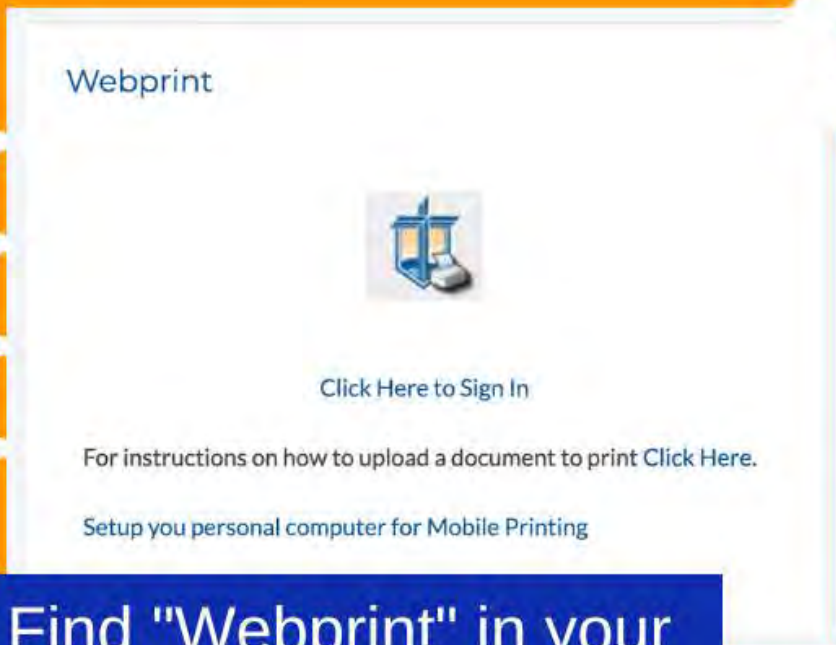 Webprint
Click Here to Sign In
For instructions on how to upload a document to print Click Here.
Setup you personal computer for Mobile Printing
Find "Webprint" in your